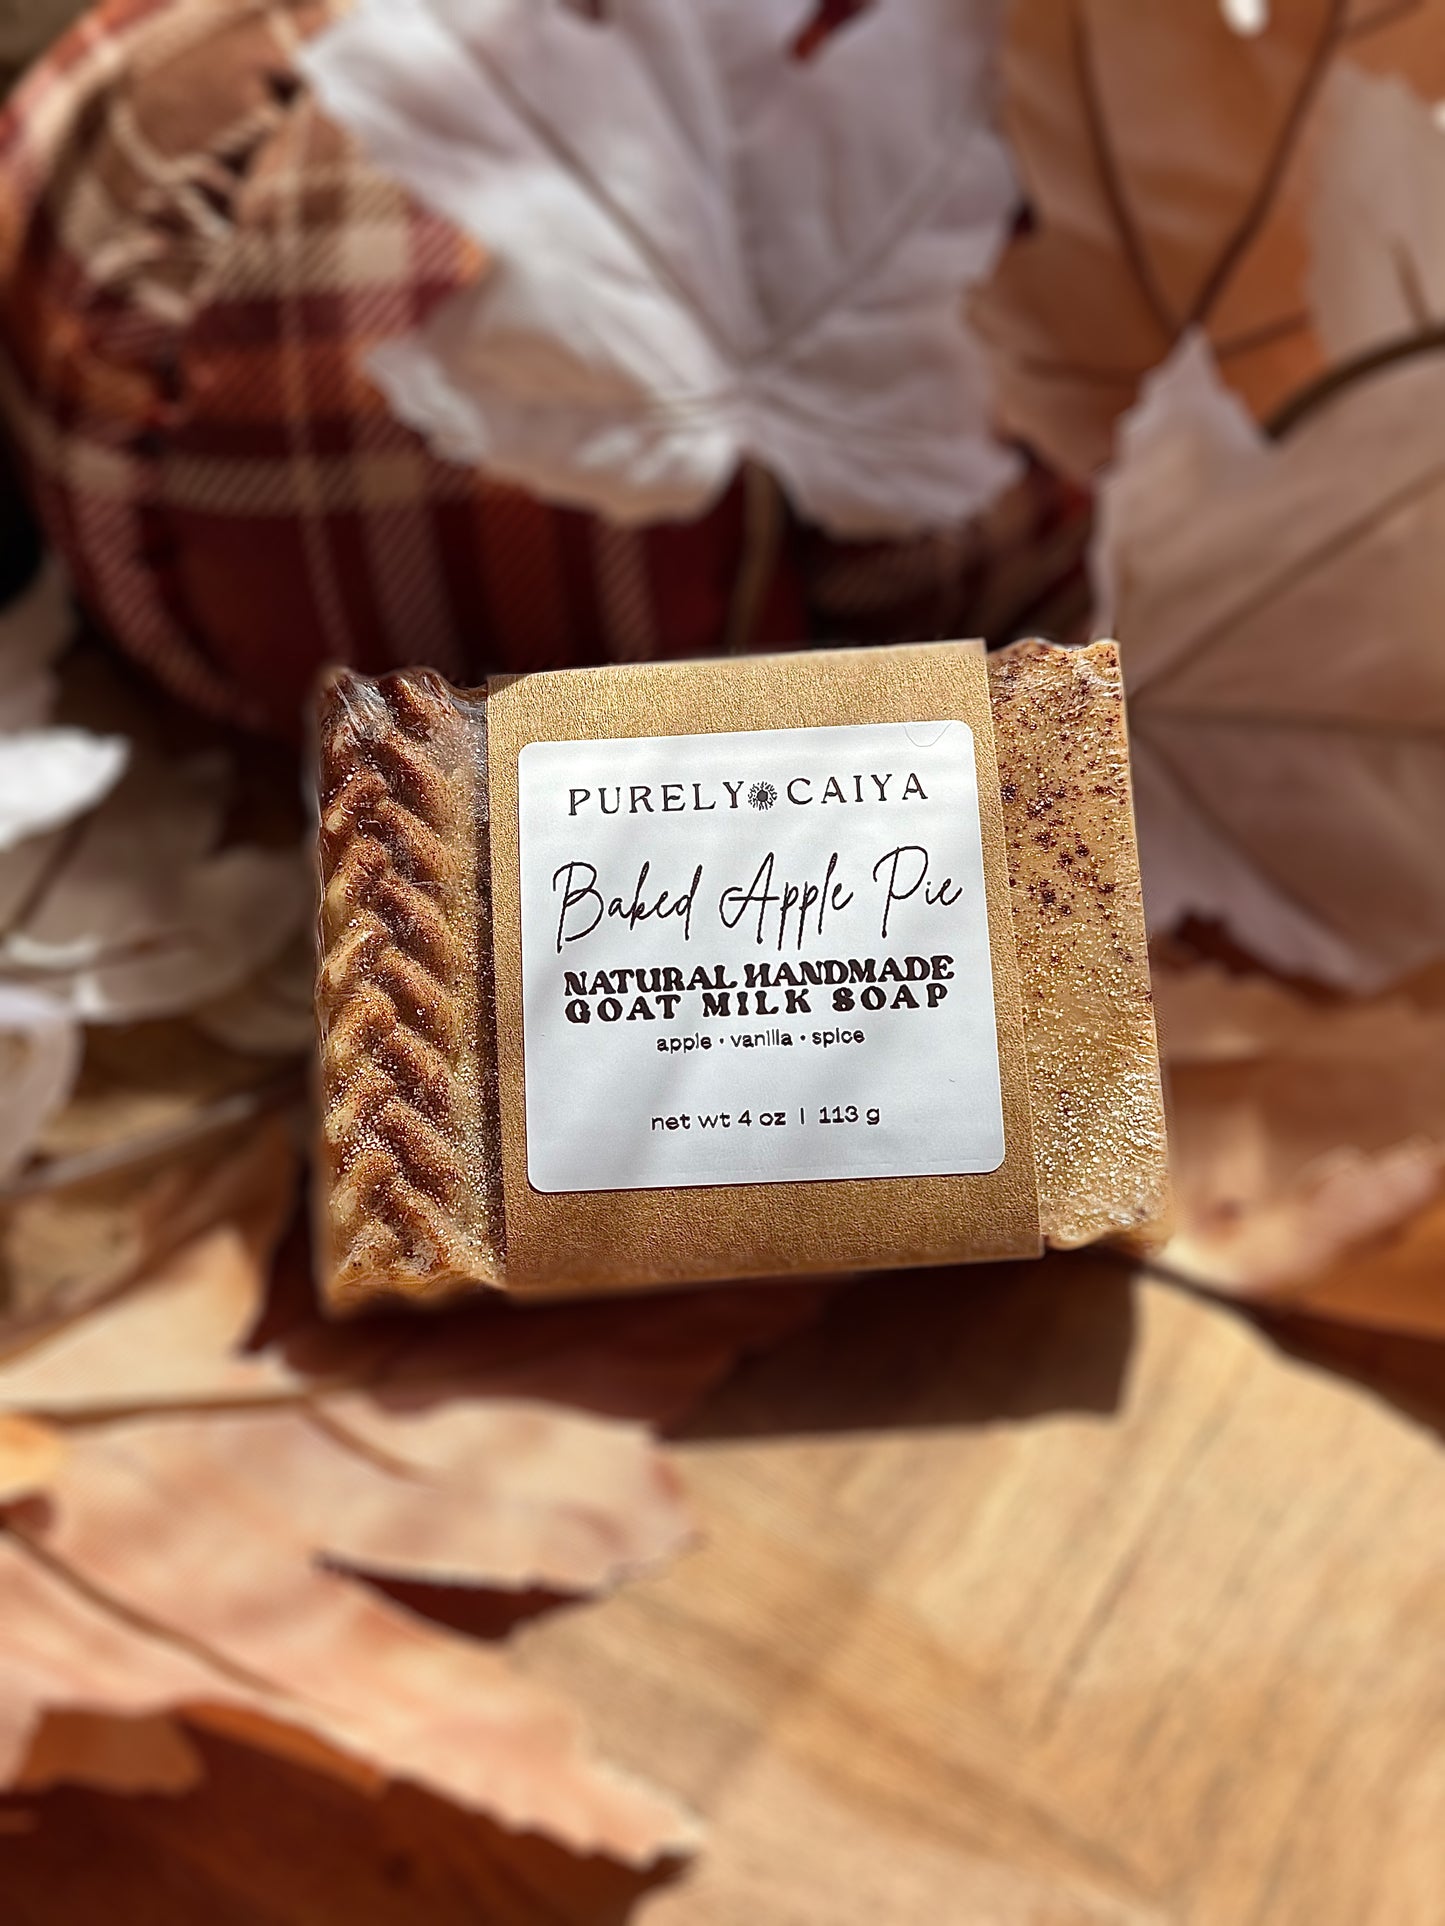 PURELY CAIYA
Baked Apple Pie
NATURAL HANDMADE
GOAT MILK SOAP
apple • vanilla • spice
net wt 4 oz | 113 g